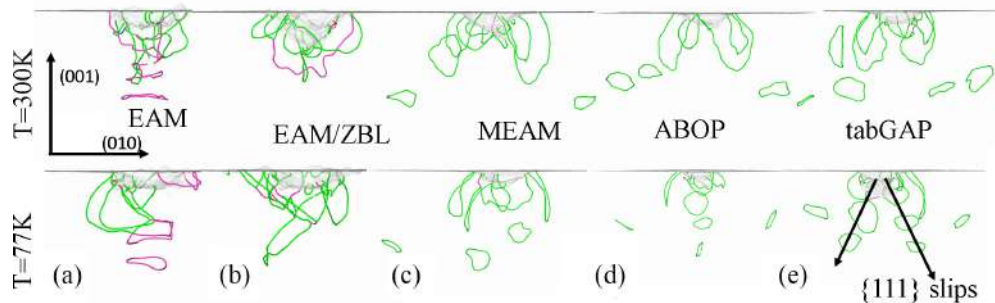 T=300K
(001)
(010)
EAM
EAM/ZBL
MEAM
ABOP
tabGAP
T=77K
(a)
(b)
(c)
(d)
(e)
{111} slips